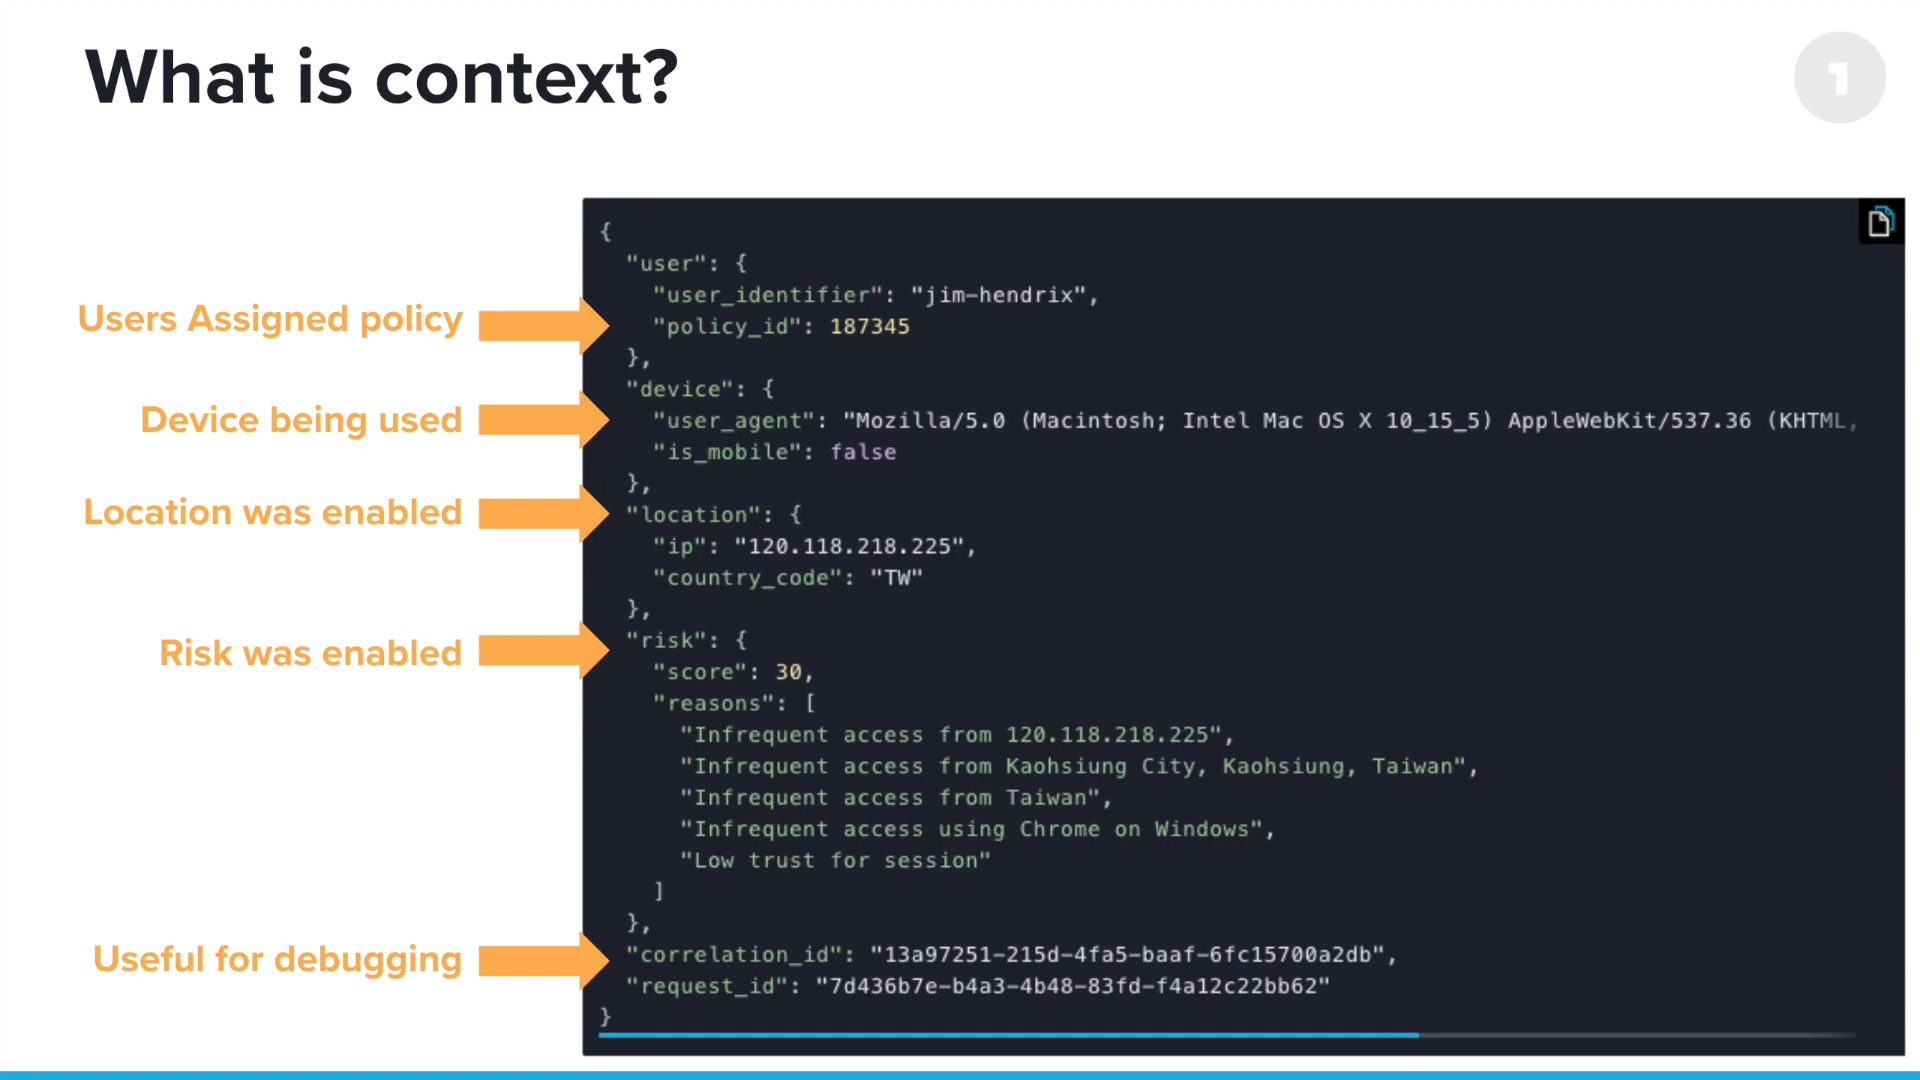 What is context?
1
{
"user": {
"user_identifier": "jim-hendrix",
Users Assigned policy
"policy_id": 187345
},
"device": {
Device being used
"user_agent": "Mozilla/5.0 (Macintosh; Intel Mac OS X 10_15_5) AppleWebKit/537.36 (KHTML,
"is_mobile": false
},
Location was enabled
"location": {
"ip": "120.118.218.225",
"country_code": "TW"
},
Risk was enabled
"risk": {
"score": 30,
"reasons": [
"Infrequent access from 120.118.218.225",
"Infrequent access from Kaohsiung City, Kaohsiung, Taiwan",
"Infrequent access from Taiwan",
"Infrequent access using Chrome on Windows",
"Low trust for session"
]
},
Useful for debugging
"correlation_id": "13a97251-215d-4fa5-baaf-6fc15700a2db",
"request_id": "7d436b7e-b4a3-4b48-83fd-f4a12c22bb62"
}